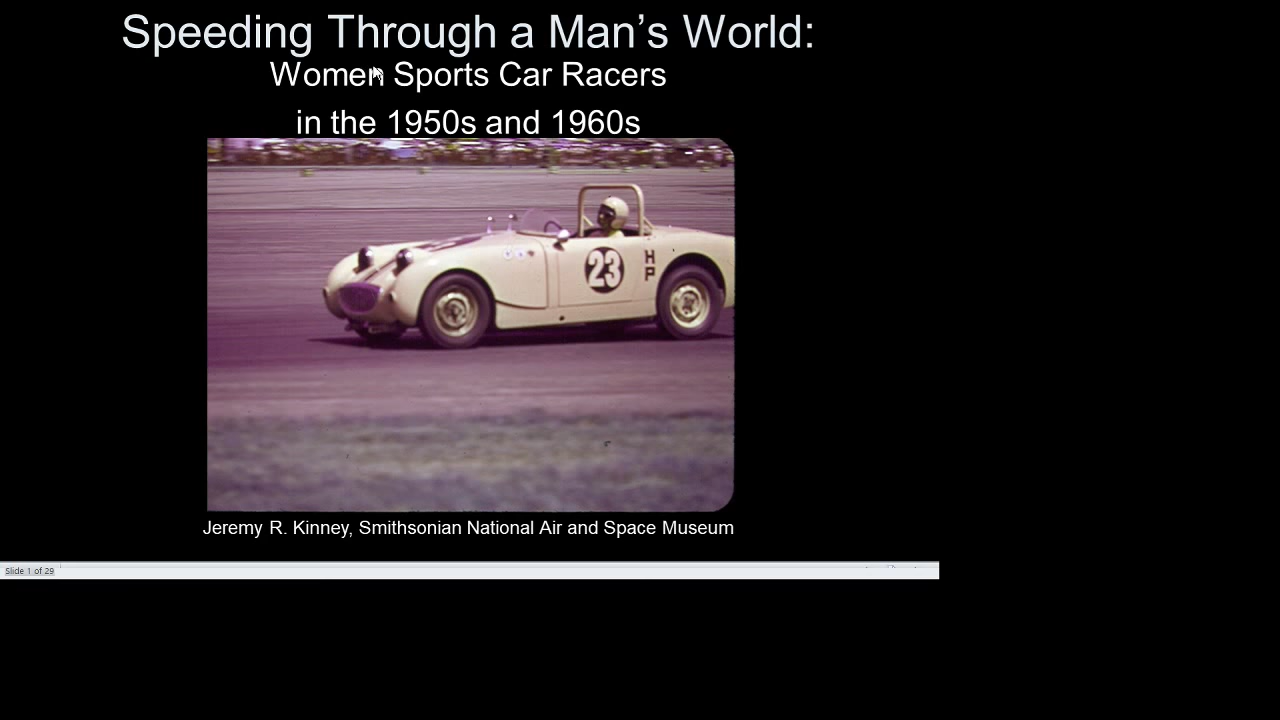 Speeding Through a Man’s World:
Women Sports Car Racers
in the 1950s and 1960s
23
H
P
Jeremy R. Kinney, Smithsonian National Air and Space Museum
Slide 1 of 29